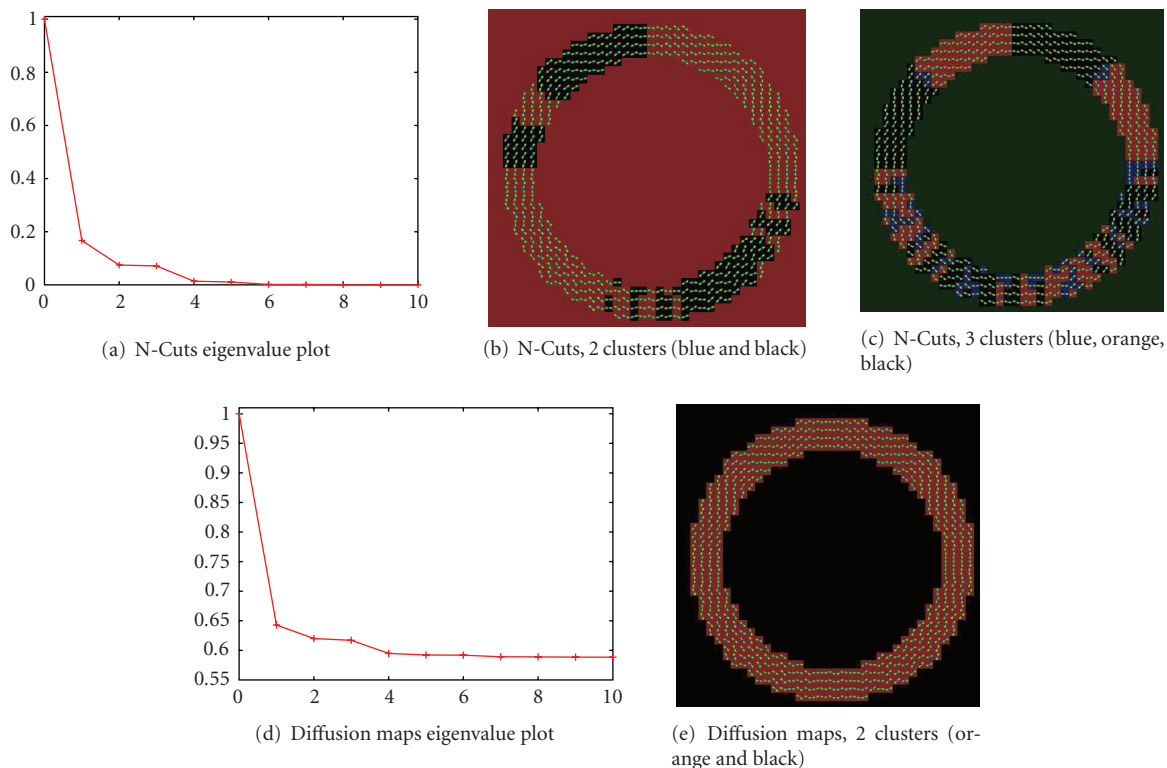 1
0.8
0.6
0.4
0.2
0
0 2 4 6 8 10
(a) N-Cuts eigenvalue plot
(b) N-Cuts, 2 clusters (blue and black)
(c) N-Cuts, 3 clusters (blue, orange,
black)
1
0.95
0.9
0.85
0.8
0.75
0.7
0.65
0.6
0.55
0 2 4 6 8 10
(d) Diffusion maps eigenvalue plot
(e) Diffusion maps, 2 clusters (or-
ange and black)